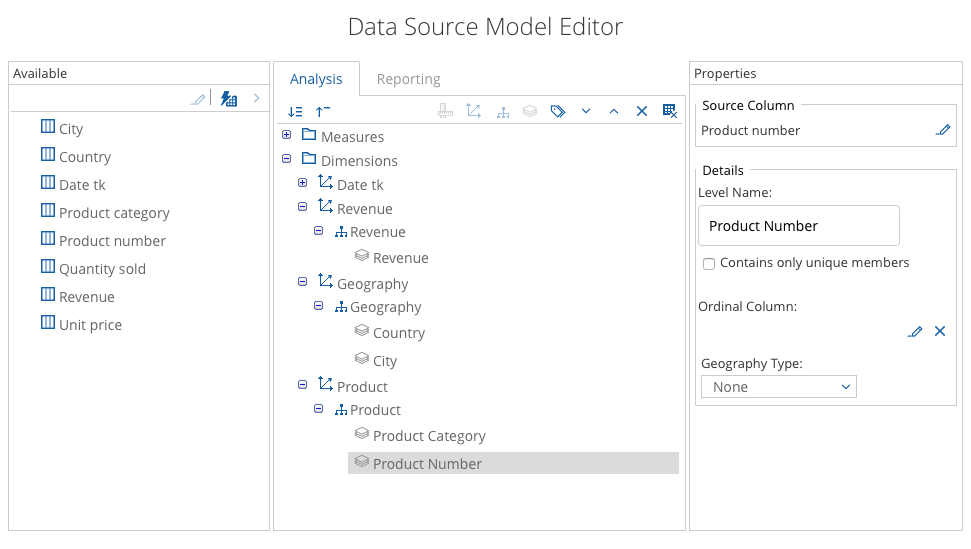 Data Source Model Editor
Available
City
Country
Date tk
Product category
Product number
Quantity sold
Revenue
Unit price
Analysis
Reporting
Measures
Dimensions
Date tk
Revenue
Revenue
Revenue
Geography
Geography
Country
City
Product
Product
Product Category
Product Number
Properties
Source Column
Product number
Details
Level Name:
Product Number
Contains only unique members
Ordinal Column:
Geography Type:
None